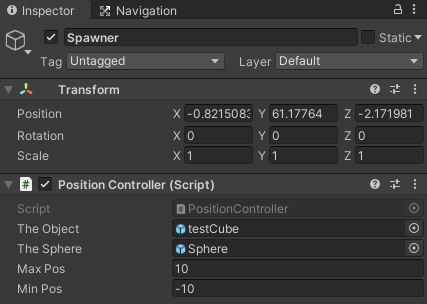 Inspector Navigation
Spawner Static
Tag Untagged Layer Default
Transform
Position X -0.8215083 Y 61.17764 Z -2.171981
Rotation X 0 Y 0 Z 0
Scale X 1 Y 1 Z 1
# Position Controller (Script)
Script # PositionController
The Object testCube
The Sphere Sphere
Max Pos 10
Min Pos -10